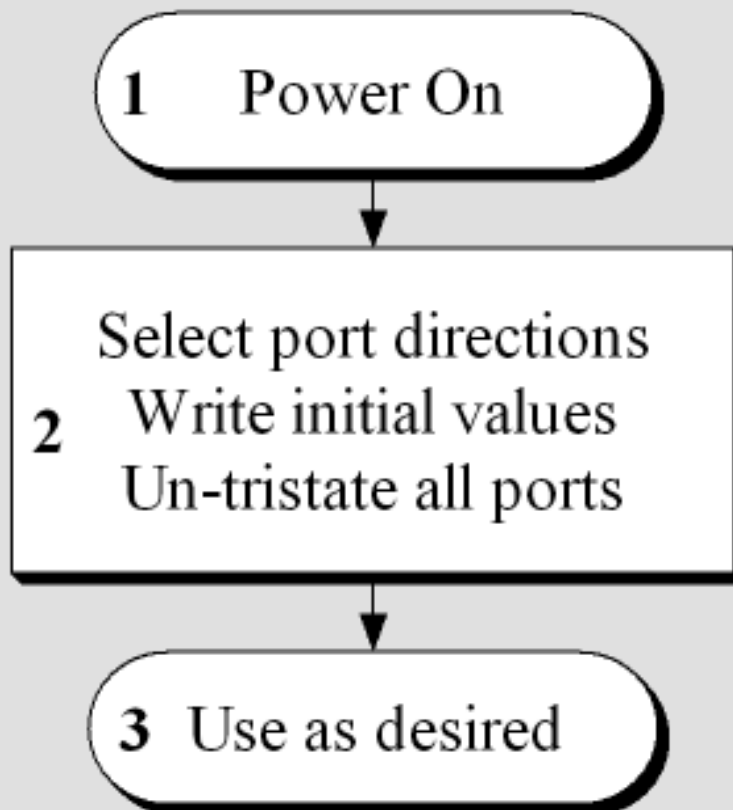 1 Power On
Select port directions
2 Write initial values
Un-tristate all ports
3 Use as desired